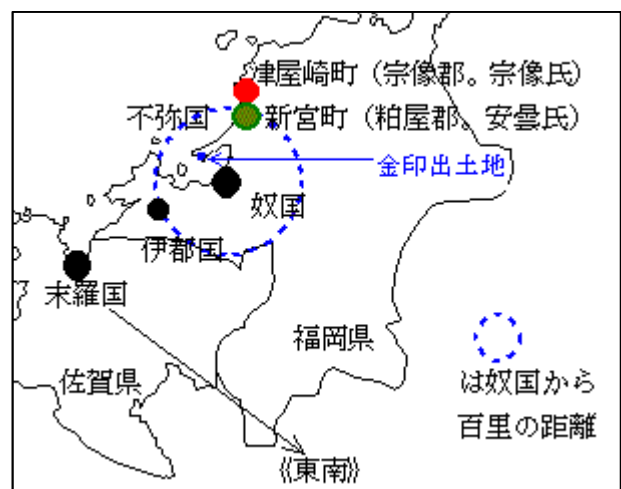 津屋崎町（宗像郡。宗像氏）
不弥国
新宮町（粕屋郡。安曇氏）
金印出土地
奴国
伊都国
末羅国
福岡県
佐賀県
は奴国から
百里の距離
《東南》